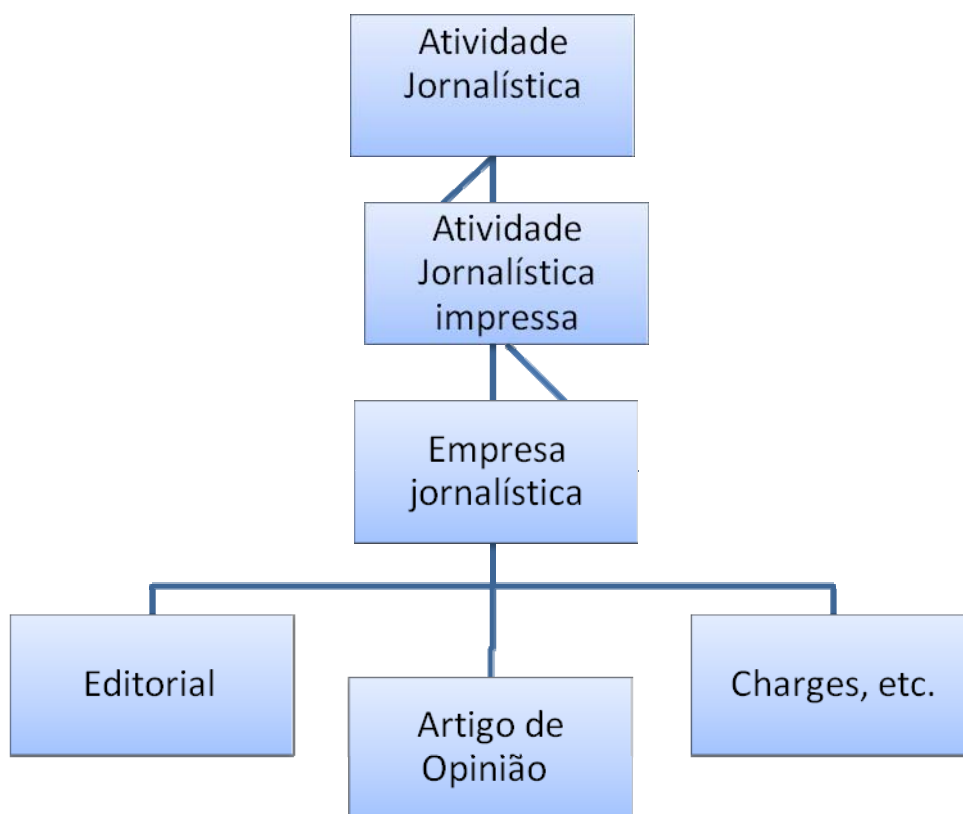 Atividade
Jornalística
Atividade
Jornalística
impressa
Empresa
jornalística
Editorial
Artigo de
Opinião
Charges, etc.